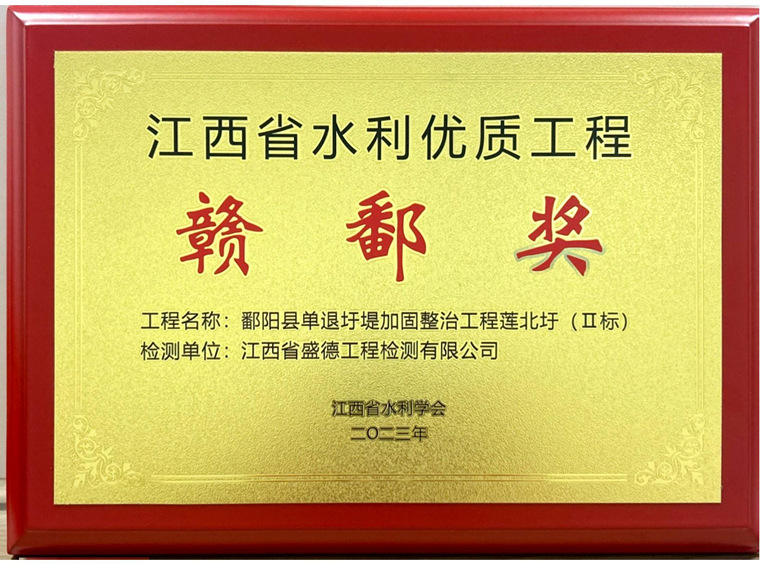 江西省水利优质工程
赣鄱奖
工程名称：鄱阳县单退圩堤加固整治工程莲北圩（Ⅱ标）
检测单位：江西省盛德工程检测有限公司
江西省水利学会
二〇二三年